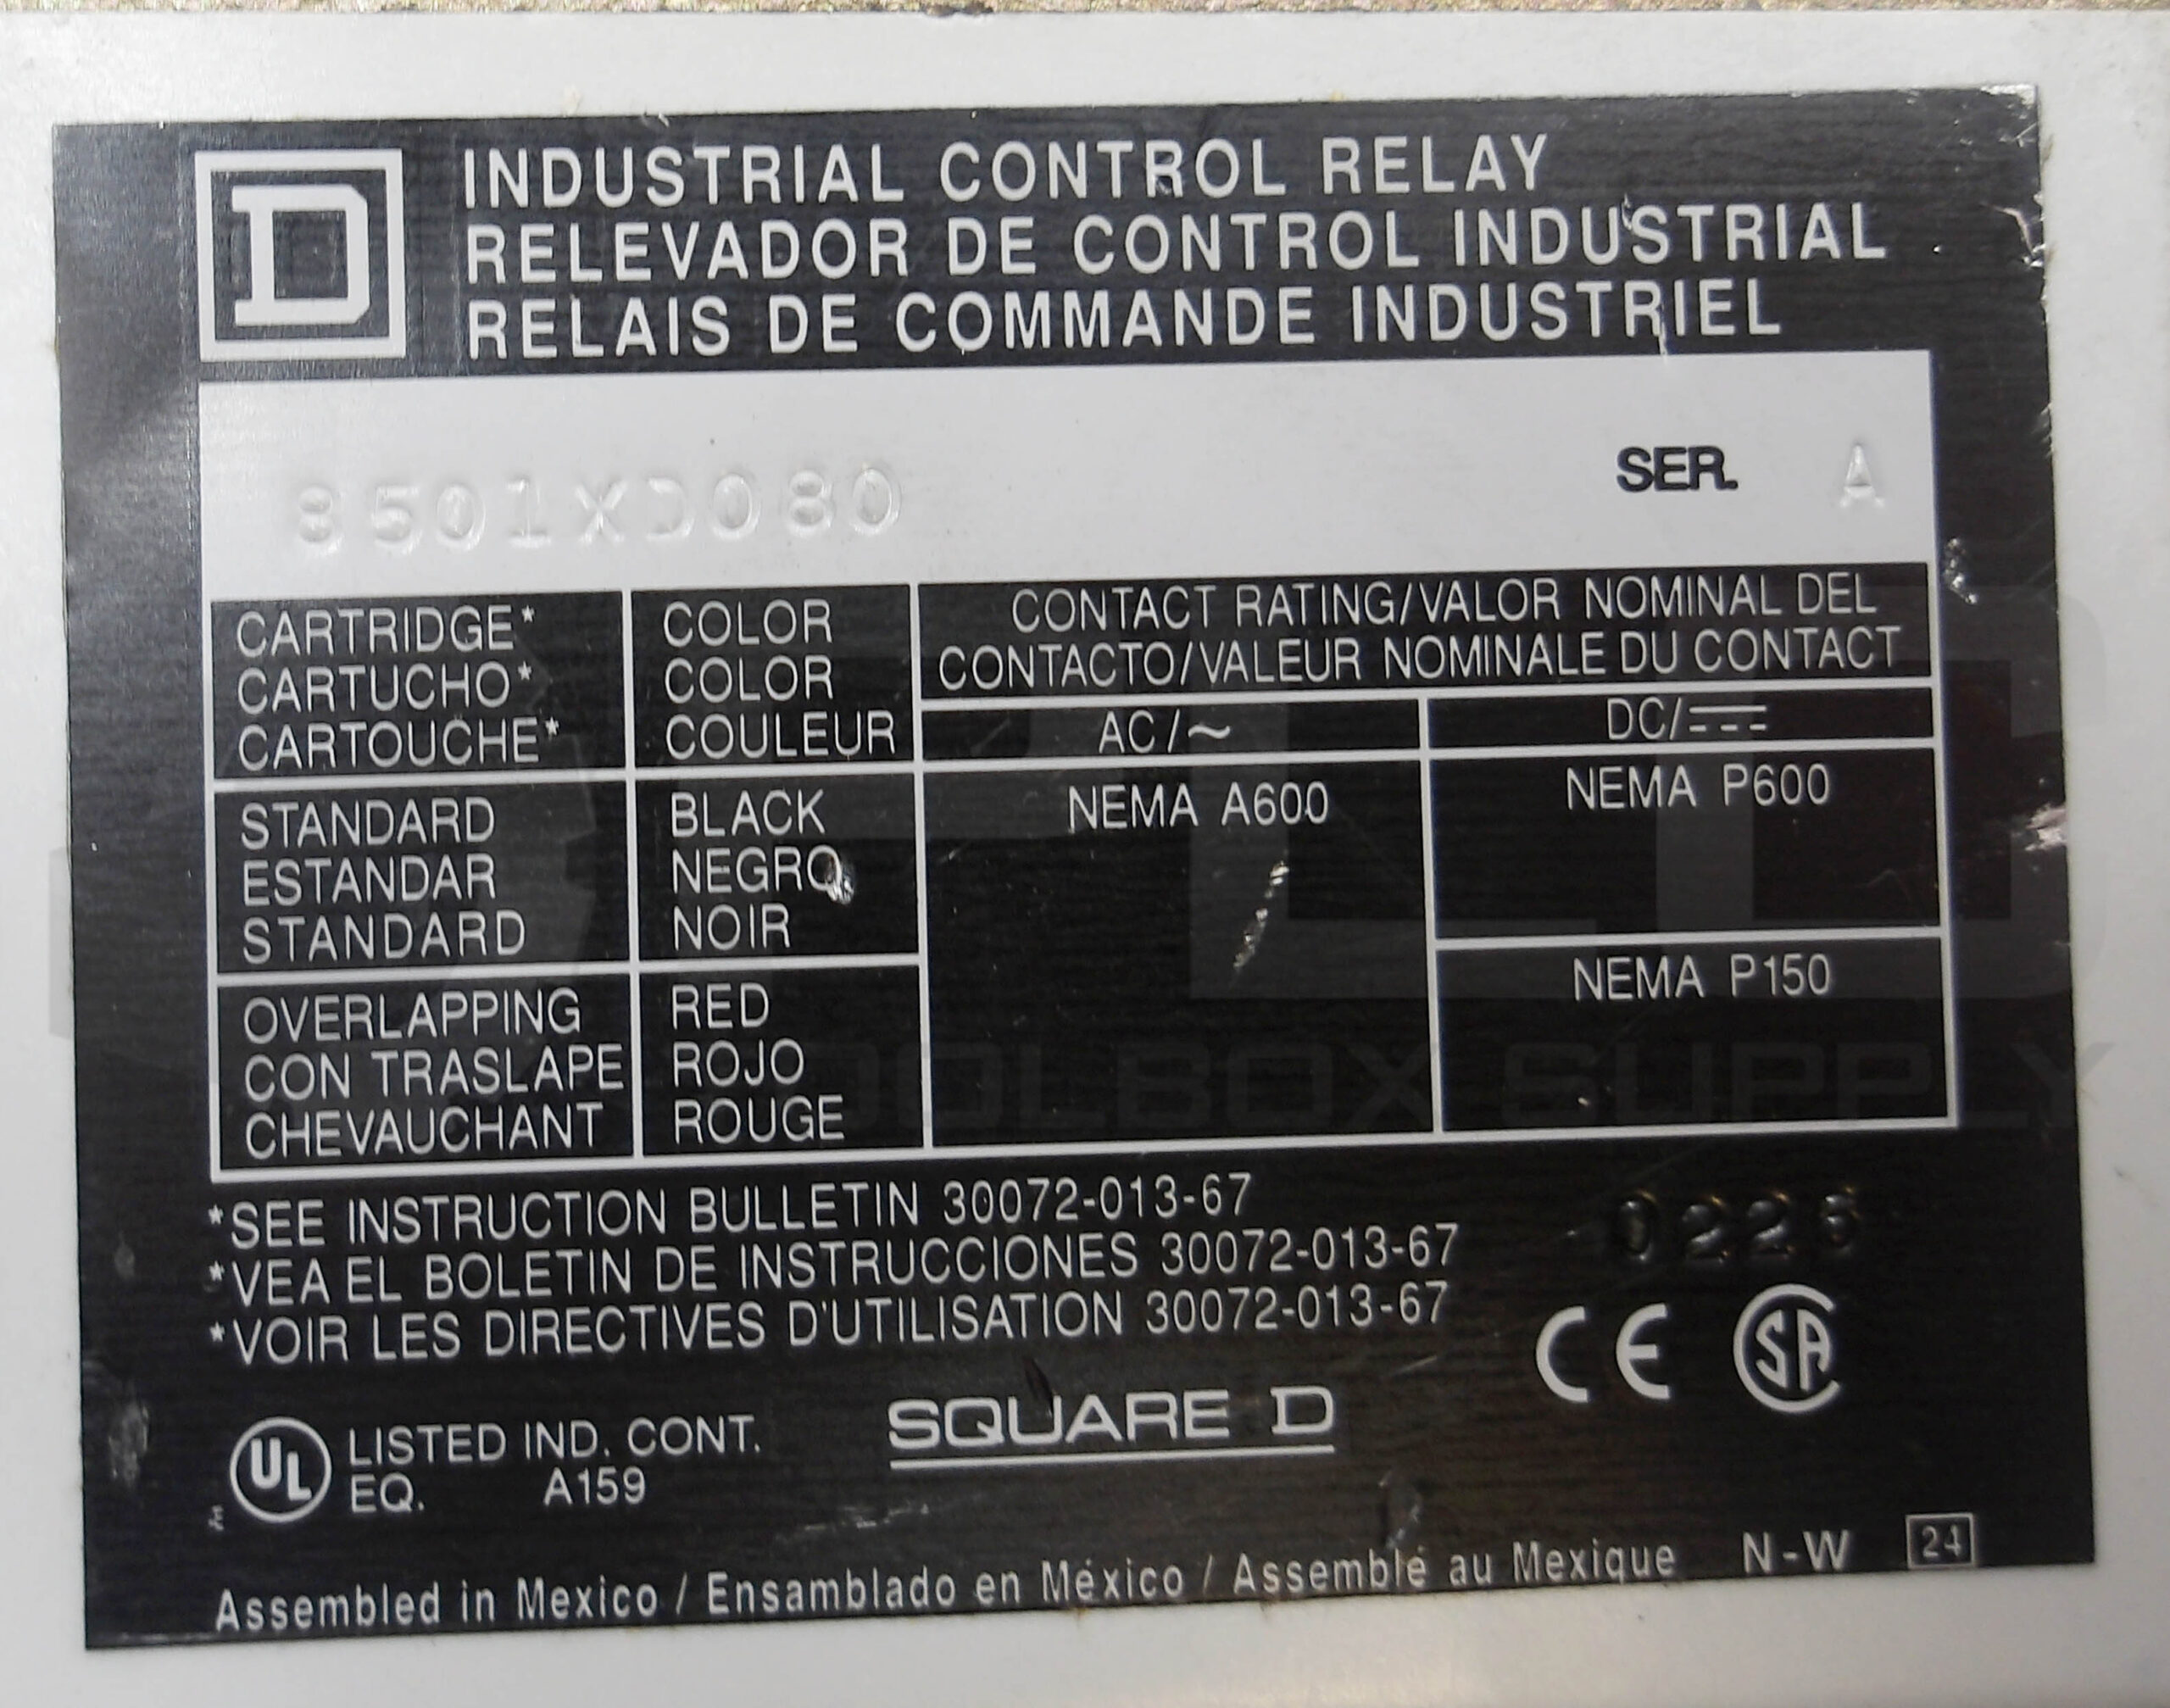 D
INDUSTRIAL CONTROL RELAY
RELEVADOR DE CONTROL INDUSTRIAL
RELAIS DE COMMANDE INDUSTRIEL
8501XDO80
SER. A
CARTRIDGE*
CARTUCHO*
CARTOUCHE*
COLOR
COLOR
COULEUR
CONTACT RATING/VALOR NOMINAL DEL
CONTACTO/VALEUR NOMINALE DU CONTACT
AC/~
DC/⎓
STANDARD
ESTANDAR
STANDARD
BLACK
NEGRO
NOIR
NEMA A600
NEMA P600
OVERLAPPING
CON TRASLAPE
CHEVAUCHANT
RED
ROJO
ROUGE
NEMA P150
TOOLBOX SUPPLY
*SEE INSTRUCTION BULLETIN 30072-013-67
*VEA EL BOLETIN DE INSTRUCCIONES 30072-013-67
*VOIR LES DIRECTIVES D'UTILISATION 30072-013-67
0226
CE SA
UL LISTED IND. CONT.
EQ. A159
SQUARE D
Assembled in Mexico / Ensamblado en México / Assemblé au Mexique N-W 24